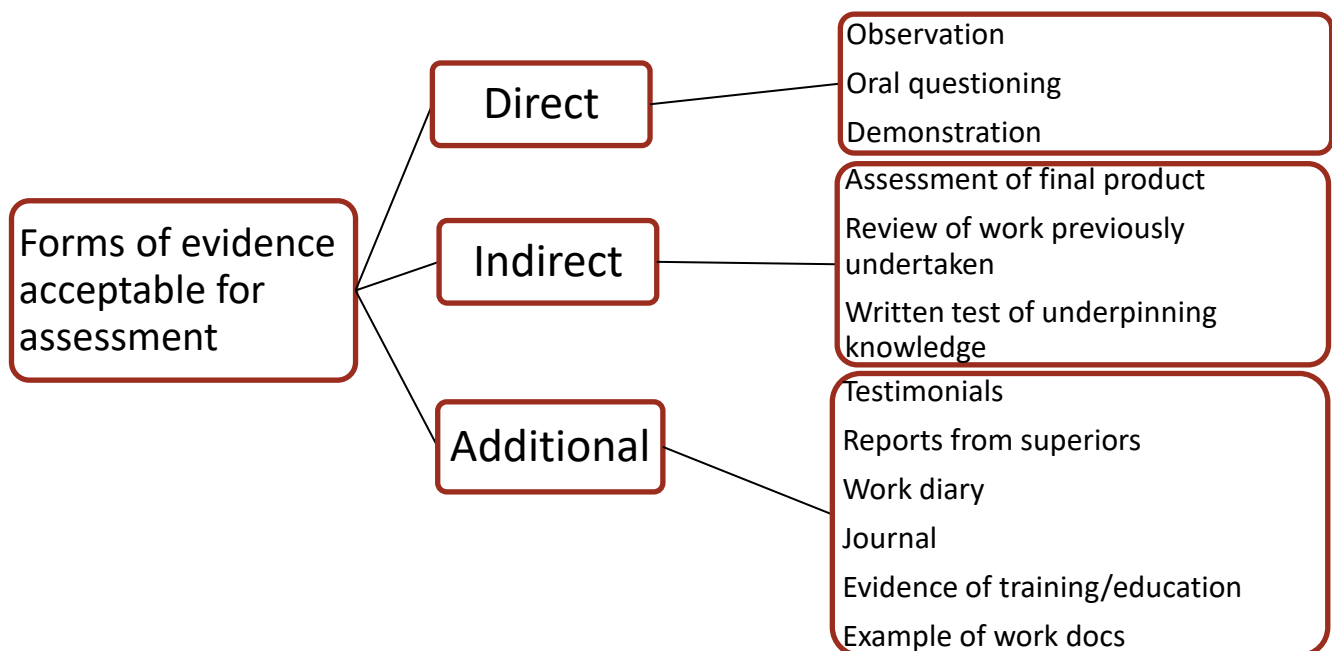 Forms of evidence
acceptable for
assessment
Direct
Observation
Oral questioning
Demonstration
Indirect
Assessment of final product
Review of work previously
undertaken
Written test of underpinning
knowledge
Additional
Testimonials
Reports from superiors
Work diary
Journal
Evidence of training/education
Example of work docs